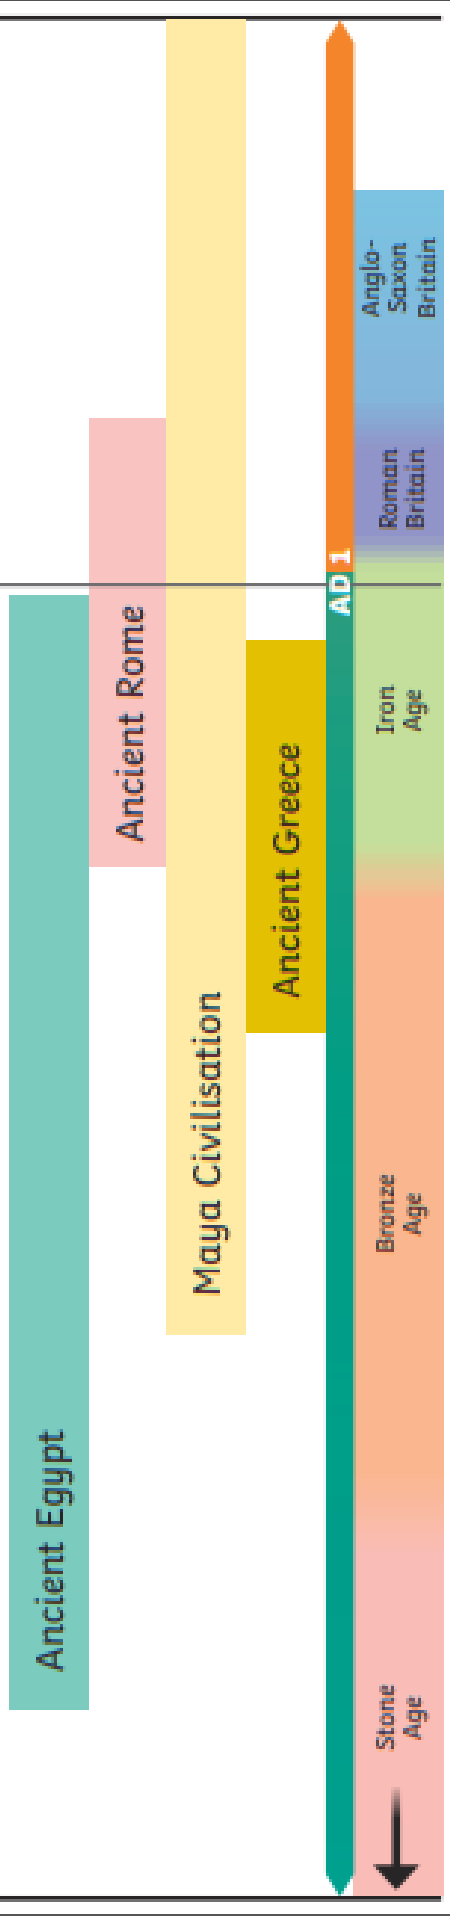 Ancient Egypt
Ancient Rome
Maya Civilisation
Ancient Greece
AD 1
Stone
Age
Bronze
Age
Iron
Age
Roman
Britain
Anglo-
Saxon
Britain